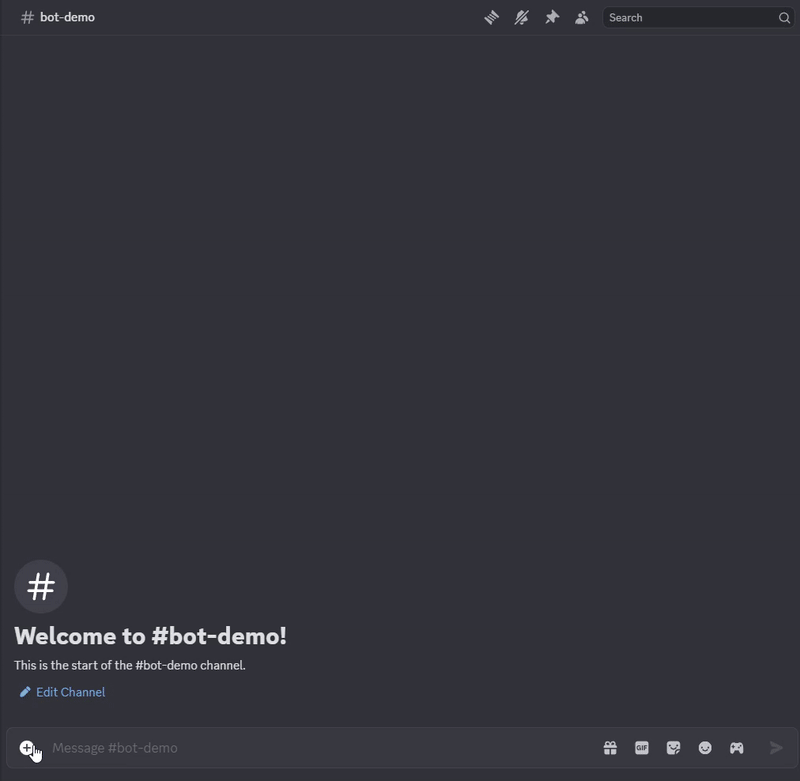 # bot-demo
Search
#
Welcome to #bot-demo!
This is the start of the #bot-demo channel.
Edit Channel
Message #bot-demo
GIF